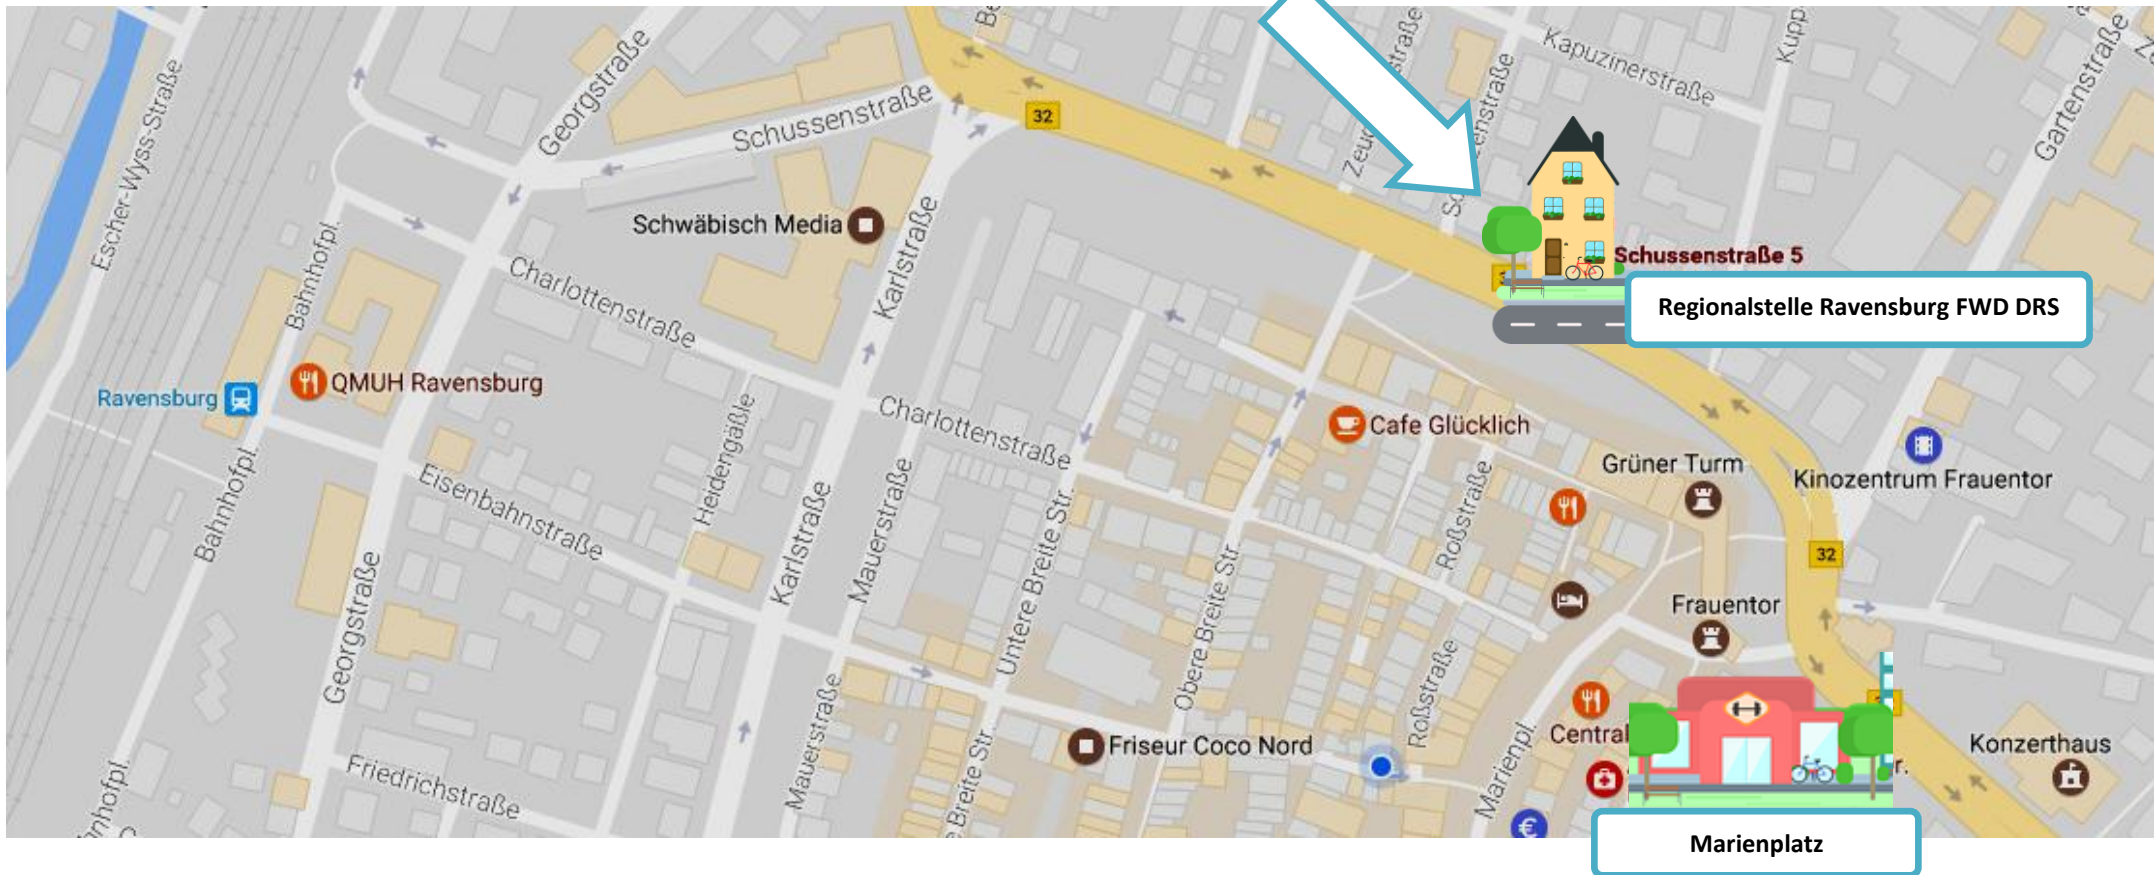 Escher-Wyss-Straße
Georgstraße
Schussenstraße
32
Kapuzinerstraße
Gartenstraße
Schwäbisch Media
Karlstraße
Bahnhofpl.
Charlottenstraße
Schussenstraße 5
Regionalstelle Ravensburg FWD DRS
Ravensburg
QMUH Ravensburg
Charlottenstraße
Cafe Glücklich
Heidengäßle
Grüner Turm
Kinozentrum Frauentor
Eisenbahnstraße
Bahnhofpl.
Karlstraße
Mauerstraße
Untere Breite Str.
Obere Breite Str.
Roßstraße
32
Frauentor
Georgstraße
Mauerstraße
Roßstraße
Marienpl.
Central
Friseur Coco Nord
Konzerthaus
Friedrichstraße
Breite Str.
€
Marienplatz